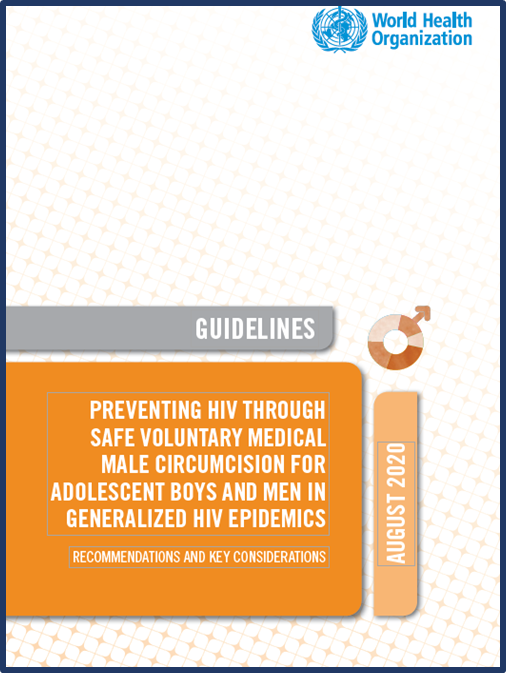 World Health
Organization
GUIDELINES
PREVENTING HIV THROUGH
SAFE VOLUNTARY MEDICAL
MALE CIRCUMCISION FOR
ADOLESCENT BOYS AND MEN IN
GENERALIZED HIV EPIDEMICS
RECOMMENDATIONS AND KEY CONSIDERATIONS
AUGUST 2020